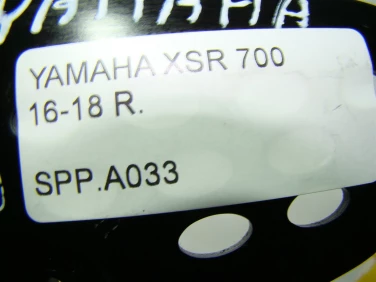 YAMAHA
YAMAHA XSR 700
16-18 R.
SPP.A033